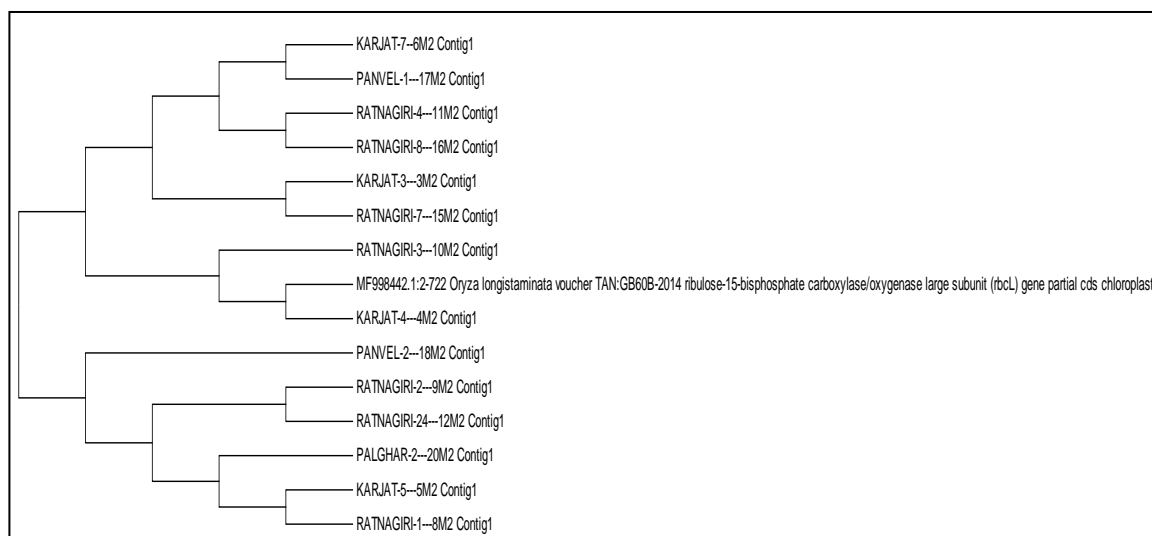 KARJAT-7--6M2 Contig1
PANVEL-1---17M2 Contig1
RATNAGIRI-4---11M2 Contig1
RATNAGIRI-8---16M2 Contig1
KARJAT-3---3M2 Contig1
RATNAGIRI-7---15M2 Contig1
RATNAGIRI-3---10M2 Contig1
MF998442.1:2-722 Oryza longistaminata voucher TAN:GB60B-2014 ribulose-15-bisphosphate carboxylase/oxygenase large subunit (rbcL) gene partial cds chloroplast
KARJAT-4---4M2 Contig1
PANVEL-2---18M2 Contig1
RATNAGIRI-2---9M2 Contig1
RATNAGIRI-24---12M2 Contig1
PALGHAR-2---20M2 Contig1
KARJAT-5---5M2 Contig1
RATNAGIRI-1---8M2 Contig1